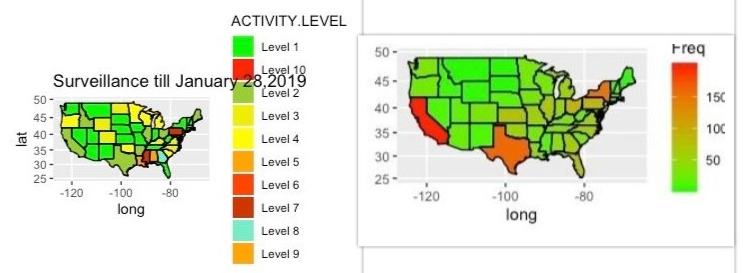 ACTIVITY.LEVEL
Level 1
Level 10
Level 2
Level 3
Level 4
Level 5
Level 6
Level 7
Level 8
Level 9
Surveillance till January 28,2019
50
45
40
35
30
25
lat
-120
-100
-80
long
50
45
40
35
30
25
-120
-100
-80
long
Freq
150
100
50